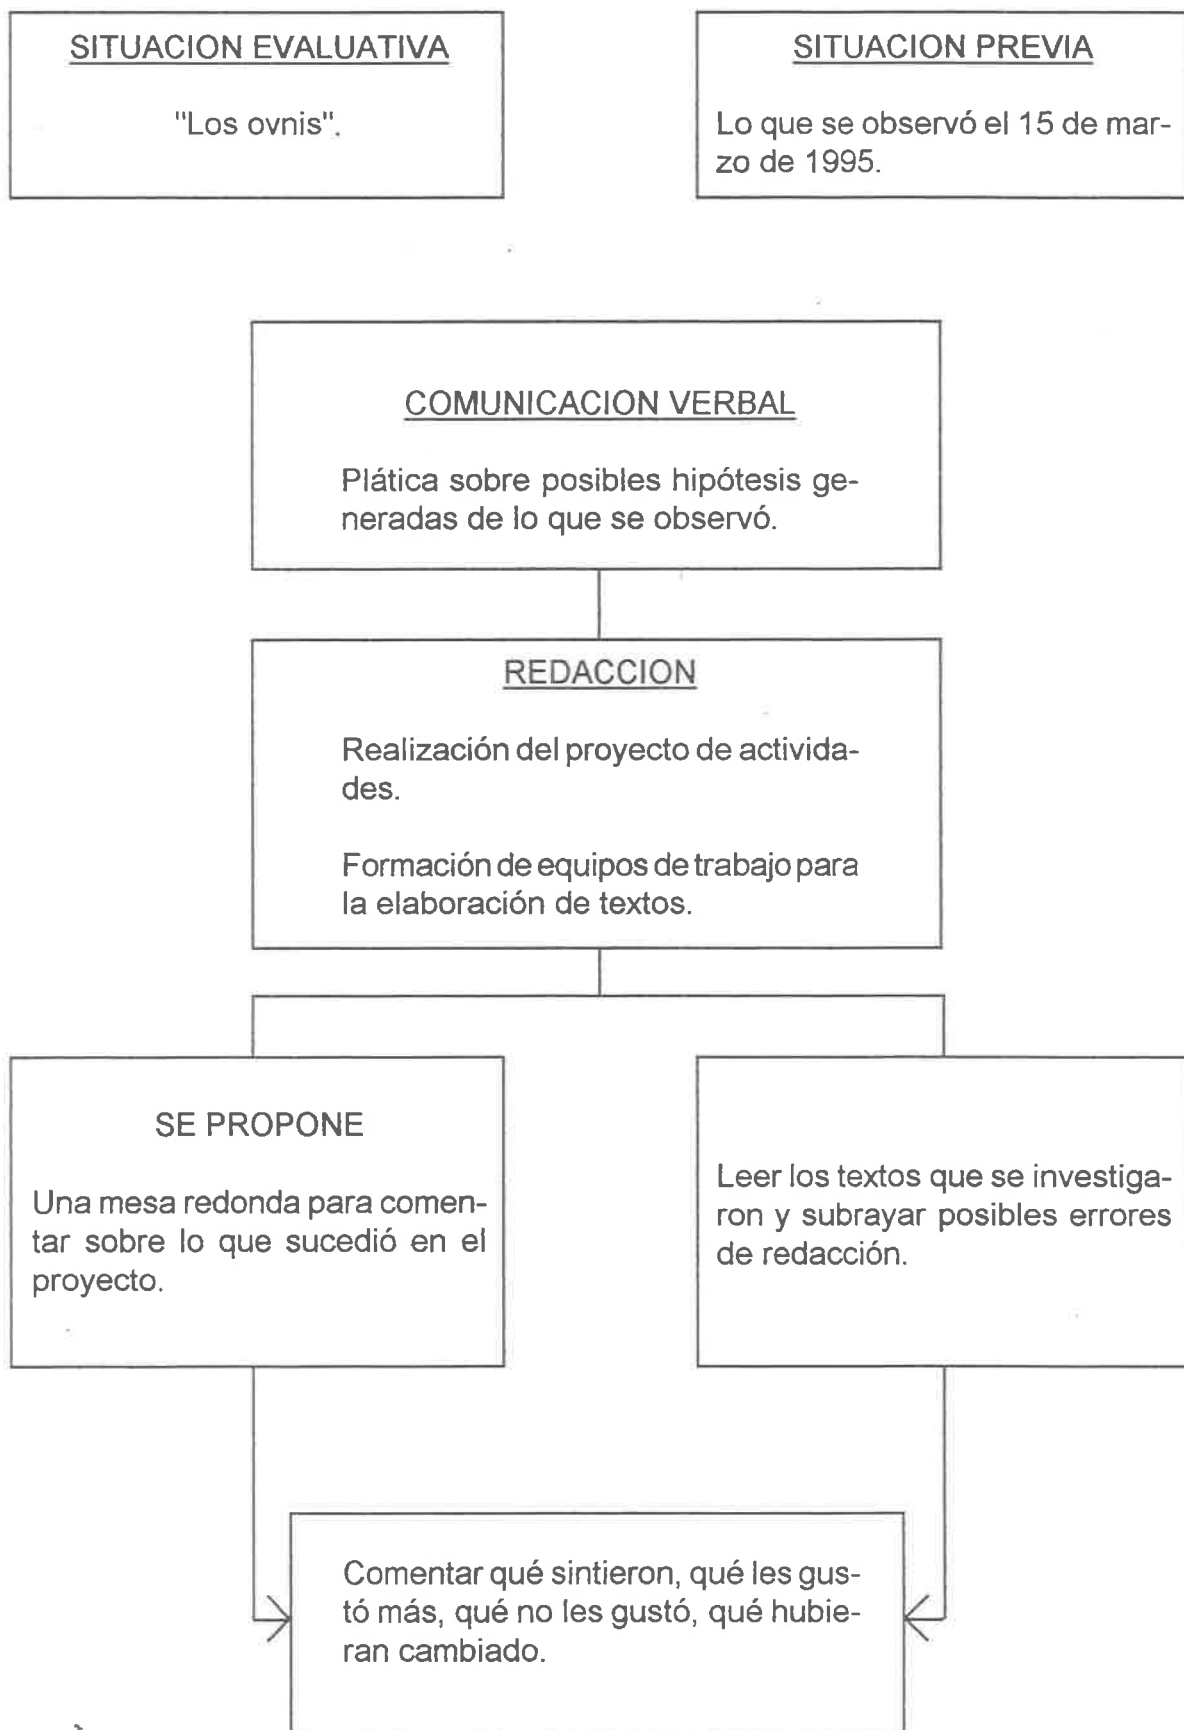 SITUACION EVALUATIVA
"Los ovnis".
SITUACION PREVIA
Lo que se observó el 15 de mar-
zo de 1995.
COMUNICACION VERBAL
Plática sobre posibles hipótesis ge-
neradas de lo que se observó.
REDACCION
Realización del proyecto de activida-
des.
Formación de equipos de trabajo para
la elaboración de textos.
SE PROPONE
Una mesa redonda para comen-
tar sobre lo que sucedió en el
proyecto.
Leer los textos que se investiga-
ron y subrayar posibles errores
de redacción.
Comentar qué sintieron, qué les gus-
tó más, qué no les gustó, qué hubie-
ran cambiado.